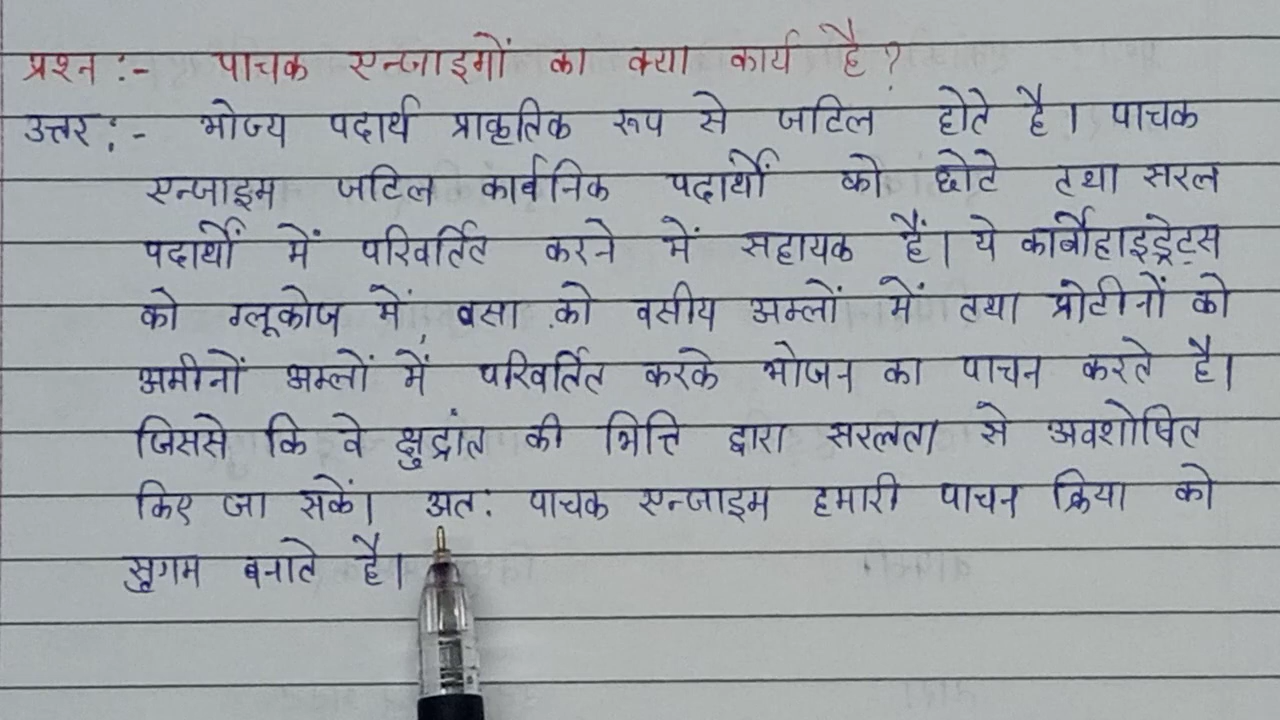 प्रश्न :- पाचक एन्जाइमों का क्या कार्य है ?
उत्तर :- भोज्य पदार्थ प्राकृतिक रूप से जटिल होते है। पाचक
एन्जाइम जटिल कार्बनिक पदार्थों को छोटे तथा सरल
पदार्थों में परिवर्तित करने में सहायक हैं। ये कार्बोहाइड्रेट्स
को ग्लूकोज में, वसा को वसीय अम्लों में तथा प्रोटीनों को
अमीनों अम्लों में परिवर्तित करके भोजन का पाचन करते है।
जिससे कि वे क्षुद्रांत की भित्ति द्वारा सरलता से अवशोषित
किए जा सकें। अत: पाचक एन्जाइम हमारी पाचन क्रिया को
सुगम बनाते है।